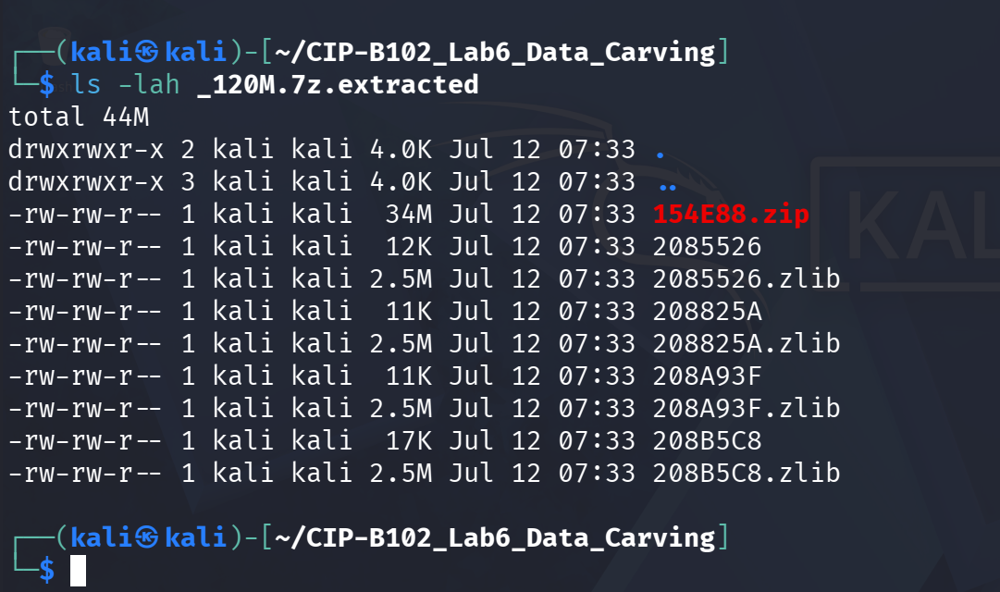 ┌──(kali㉿kali)-[~/CIP-B102_Lab6_Data_Carving]
└─$ ls -lah _120M.7z.extracted
total 44M
drwxrwxr-x 2 kali kali 4.0K Jul 12 07:33 .
drwxrwxr-x 3 kali kali 4.0K Jul 12 07:33 ..
-rw-rw-r-- 1 kali kali  34M Jul 12 07:33 154E88.zip
-rw-rw-r-- 1 kali kali  12K Jul 12 07:33 2085526
-rw-rw-r-- 1 kali kali 2.5M Jul 12 07:33 2085526.zlib
-rw-rw-r-- 1 kali kali  11K Jul 12 07:33 208825A
-rw-rw-r-- 1 kali kali 2.5M Jul 12 07:33 208825A.zlib
-rw-rw-r-- 1 kali kali  11K Jul 12 07:33 208A93F
-rw-rw-r-- 1 kali kali 2.5M Jul 12 07:33 208A93F.zlib
-rw-rw-r-- 1 kali kali  17K Jul 12 07:33 208B5C8
-rw-rw-r-- 1 kali kali 2.5M Jul 12 07:33 208B5C8.zlib
┌──(kali㉿kali)-[~/CIP-B102_Lab6_Data_Carving]
└─$
KAL